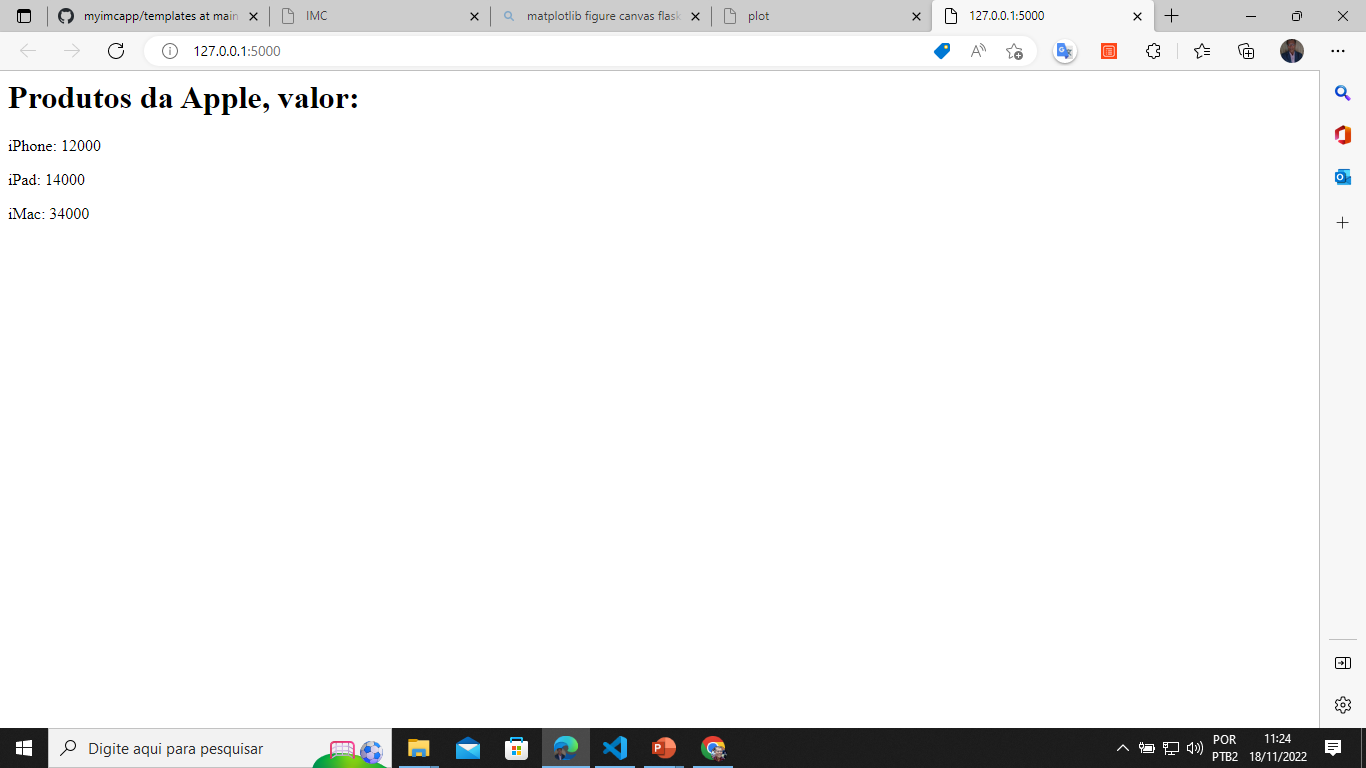 myimcapp/templates at main
IMC
matplotlib figure canvas flask
plot
127.0.0.1:5000
127.0.0.1:5000
Produtos da Apple, valor:
iPhone: 12000
iPad: 14000
iMac: 34000
Digite aqui para pesquisar
POR
PTB2
11:24
18/11/2022